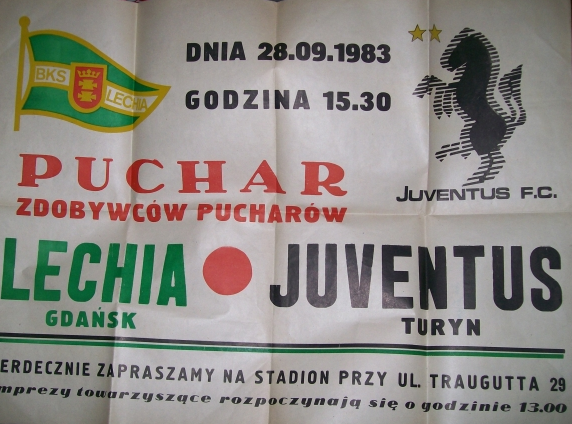 BKS
LECHIA
DNIA 28.09.1983
GODZINA 15.30
JUVENTUS F.C.
PUCHAR
ZDOBYWCÓW PUCHARÓW
LECHIA JUVENTUS
GDAŃSK TURYN
ERDECZNIE ZAPRASZAMY NA STADION PRZY UL. TRAUGUTTA 29
mprezy towarzyszące rozpoczynają się o godzinie 13.00